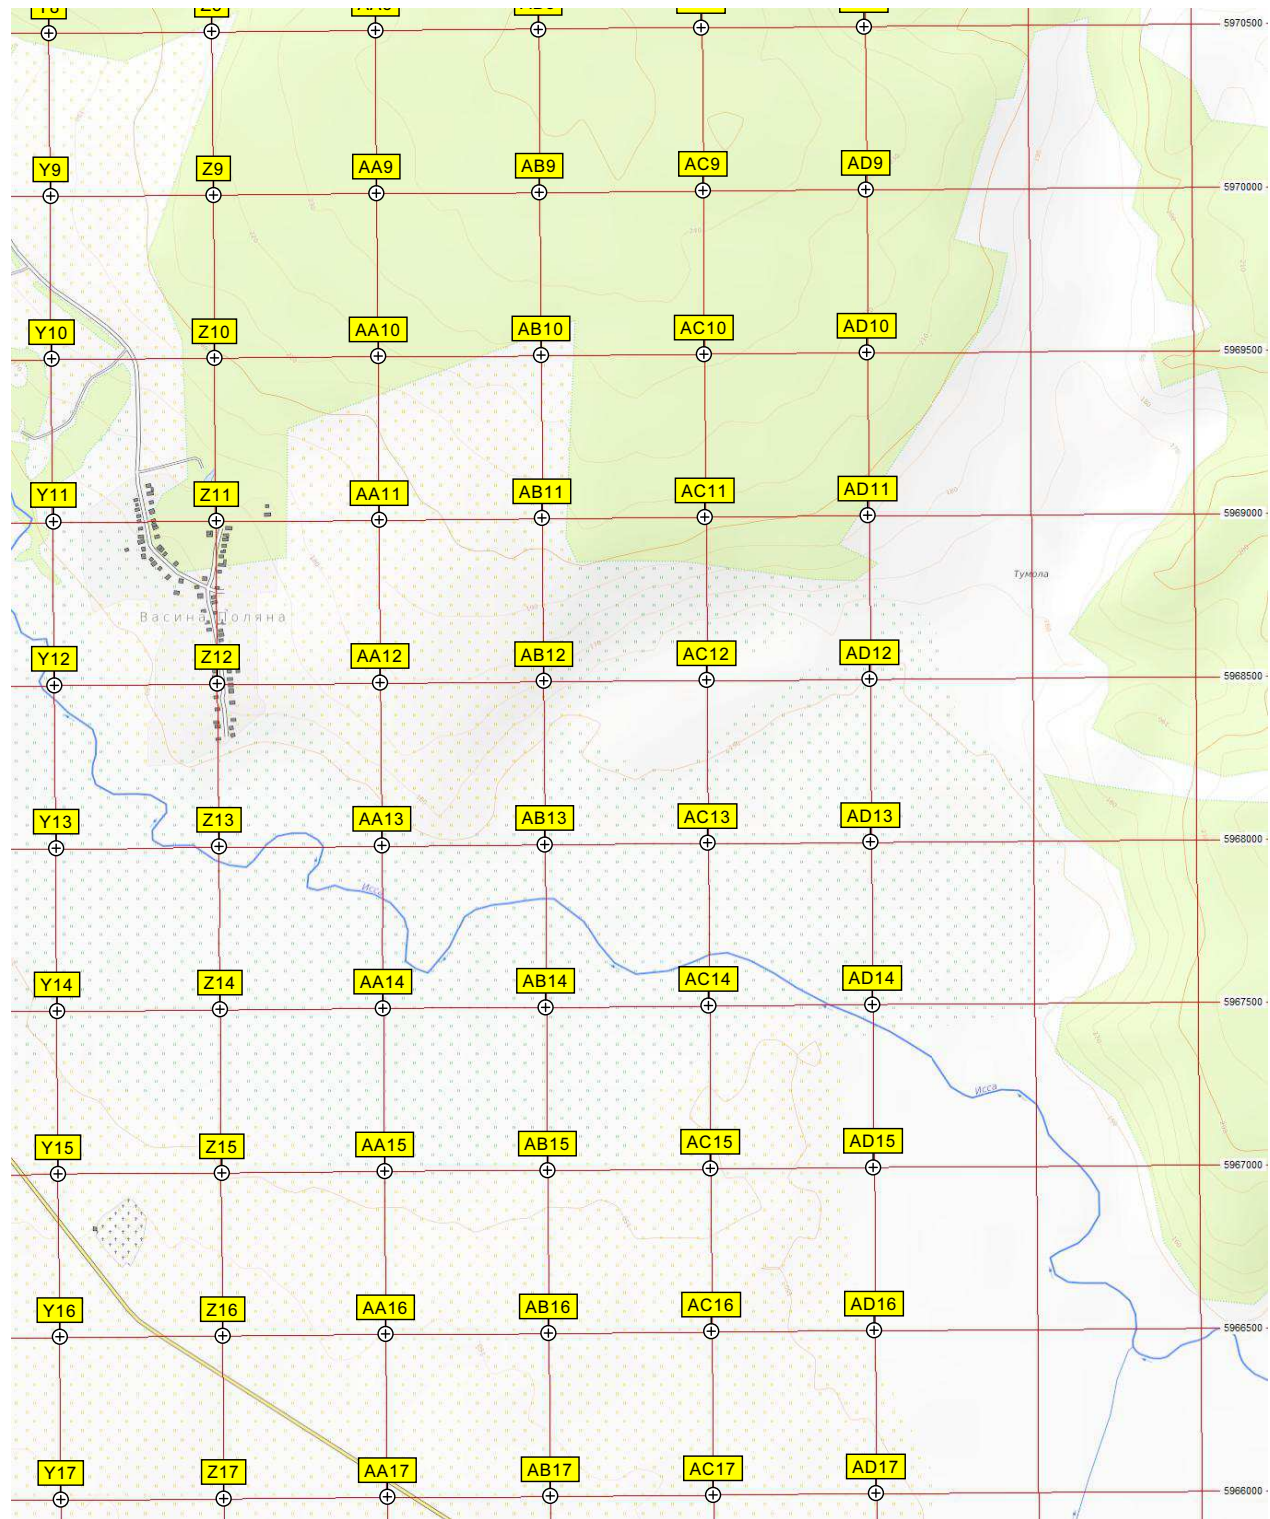 5970500
Y9 Z9 AA9 AB9 AC9 AD9
5970000
Y10 Z10 AA10 AB10 AC10 AD10
5969500
Y11 Z11 AA11 AB11 AC11 AD11
5969000
Тумола
Васина Поляна
Y12 Z12 AA12 AB12 AC12 AD12
5968500
Y13 Z13 AA13 AB13 AC13 AD13
5968000
Исса
Y14 Z14 AA14 AB14 AC14 AD14
5967500
Исса
Y15 Z15 AA15 AB15 AC15 AD15
5967000
Y16 Z16 AA16 AB16 AC16 AD16
5966500
Y17 Z17 AA17 AB17 AC17 AD17
5966000